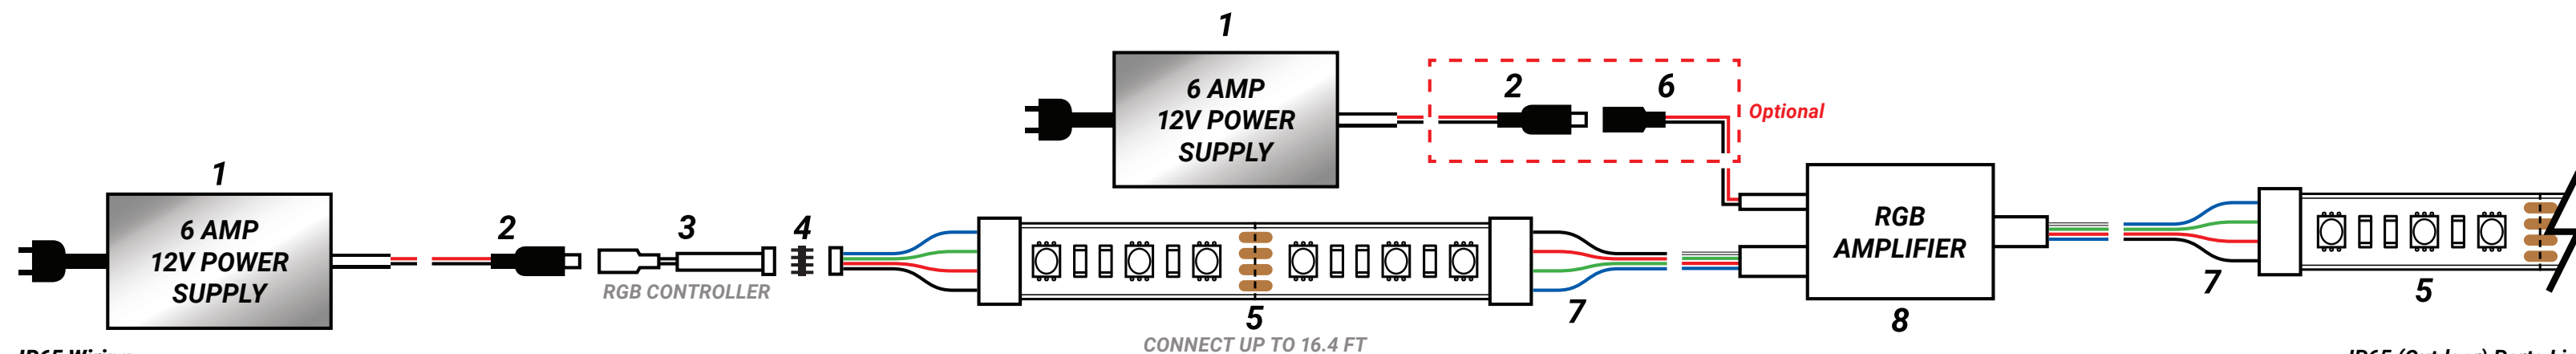 1
6 AMP
12V POWER
SUPPLY
2
6
Optional
1
6 AMP
12V POWER
SUPPLY
2
3
RGB CONTROLLER
4
5
CONNECT UP TO 16.4 FT
7
RGB
AMPLIFIER
8
7
5